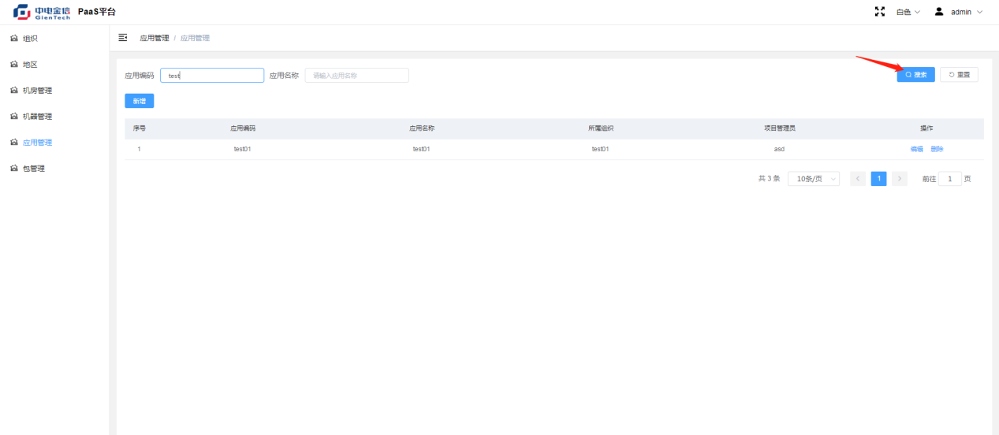 中电金信 GienTech PaaS平台 白色 admin
组织 应用管理 / 应用管理
地区
应用编码 test 应用名称 请输入应用名称 搜索 重置
机房管理
新增
机器管理
序号 应用编码 应用名称 所属组织 项目管理员 操作
应用管理
1 test01 test01 test01 asd 编辑 删除
包管理
共 3 条 10条/页 1 前往 1 页